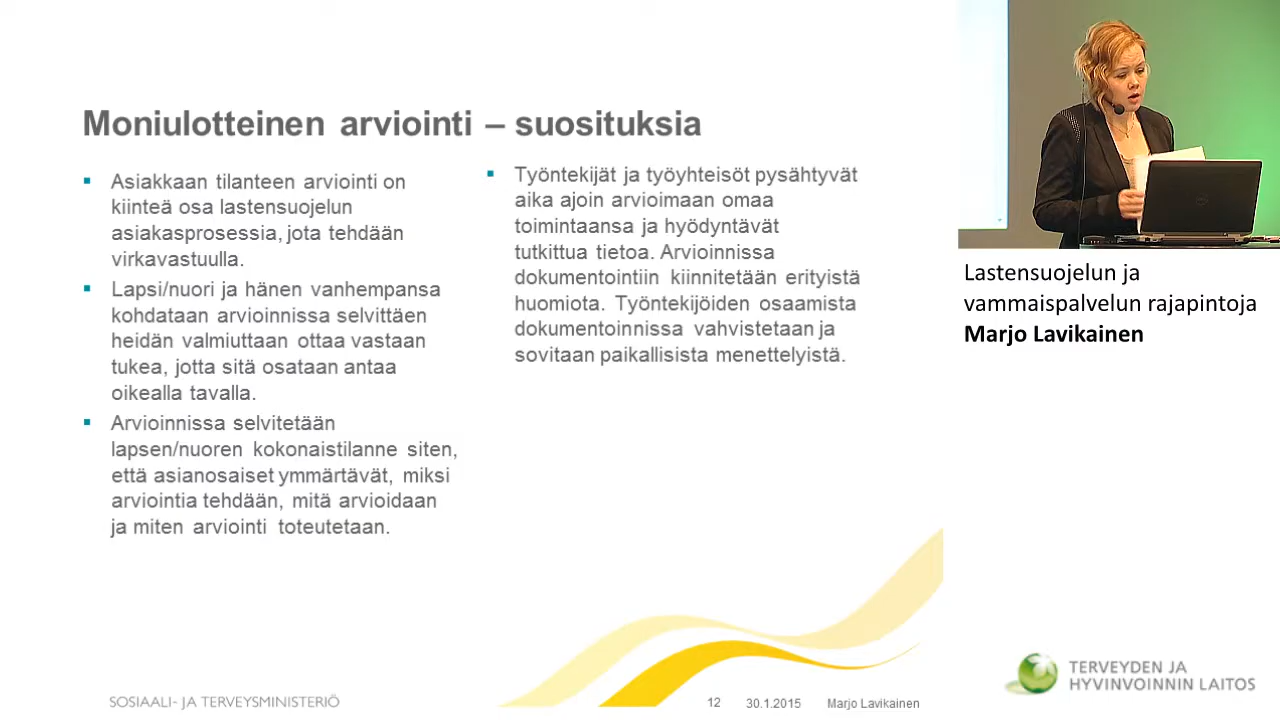 Moniulotteinen arviointi – suosituksia
Asiakkaan tilanteen arviointi on
kiinteä osa lastensuojelun
asiakasprosessia, jota tehdään
virkavastuulla.
Lapsi/nuori ja hänen vanhempansa
kohdataan arvioinnissa selvittäen
heidän valmiuttaan ottaa vastaan
tukea, jotta sitä osataan antaa
oikealla tavalla.
Arvioinnissa selvitetään
lapsen/nuoren kokonaistilanne siten,
että asianosaiset ymmärtävät, miksi
arviointia tehdään, mitä arvioidaan
ja miten arviointi toteutetaan.
Työntekijät ja työyhteisöt pysähtyvät
aika ajoin arvioimaan omaa
toimintaansa ja hyödyntävät
tutkittua tietoa. Arvioinnissa
dokumentointiin kiinnitetään erityistä
huomiota. Työntekijöiden osaamista
dokumentoinnissa vahvistetaan ja
sovitaan paikallisista menettelyistä.
Lastensuojelun ja
vammaispalvelun rajapintoja
Marjo Lavikainen
SOSIAALI- JA TERVEYSMINISTERIÖ
12 30.1.2015 Marjo Lavikainen
TERVEYDEN JA
HYVINVOINNIN LAITOS